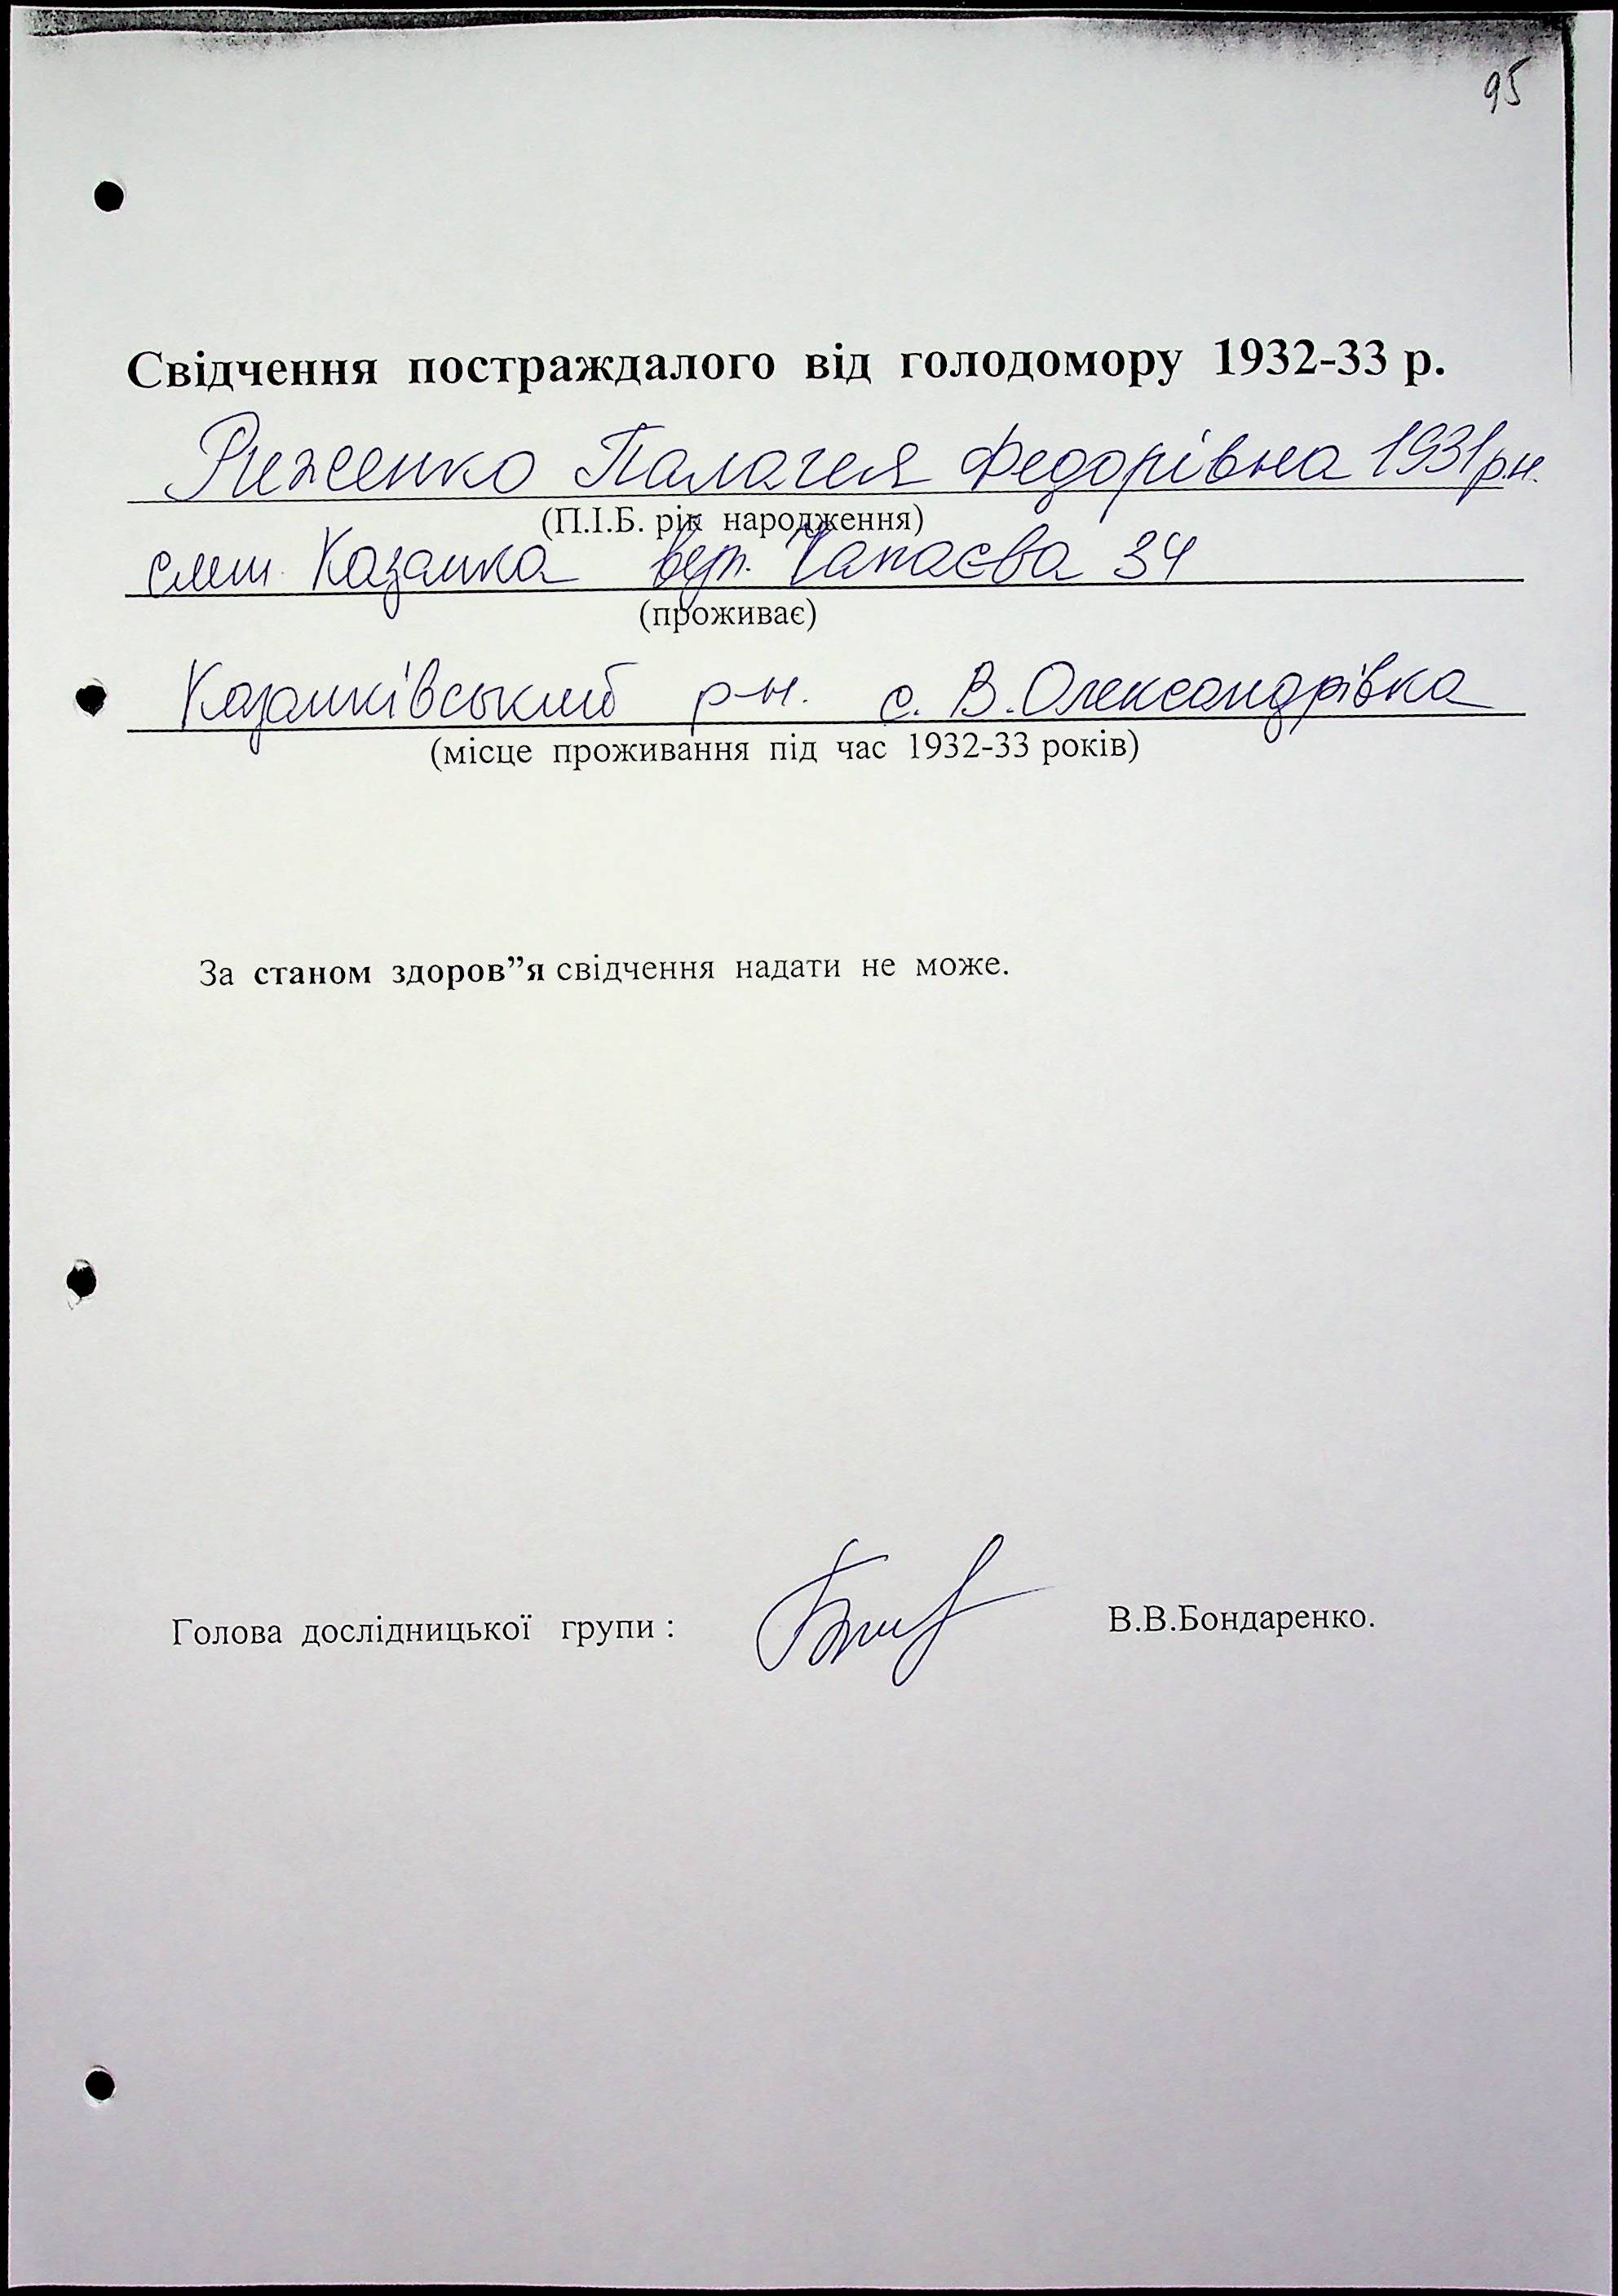 95
Свідчення постраждалого від голодомору 1932-33 р.
Риженко Палагея Федорівна 1931 р.н.
(П.І.Б. рік народження)
смт. Казанка вул. Чапаєва 34
(проживає)
Казанківський р-н. с. В. Олександрівка
(місце проживання під час 1932-33 років)
За станом здоров”я свідчення надати не може.
Голова дослідницької групи : В.В.Бондаренко.